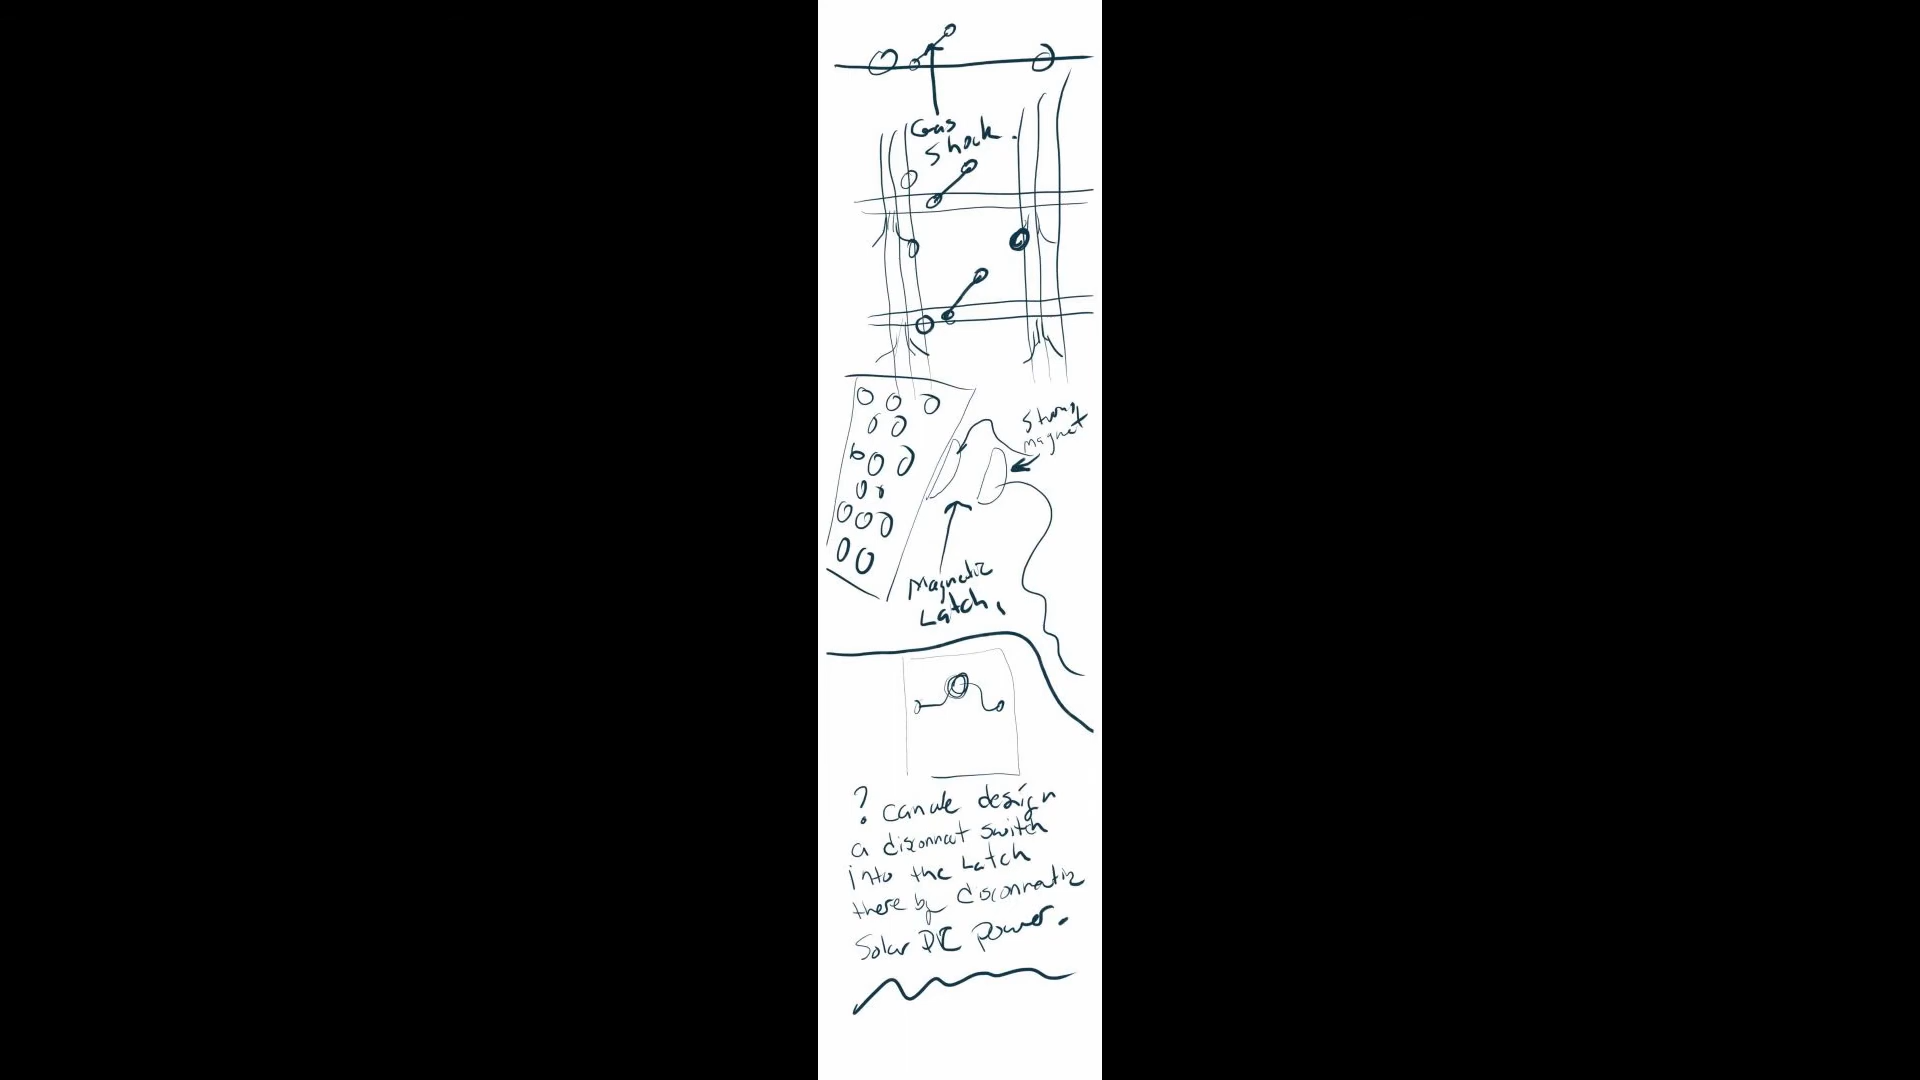 Gas
Shock.
Strong
magnet
Magnetic
Latch,
? can we design
a disconnect switch
into the Latch
there by disconnecting
Solar DC power.